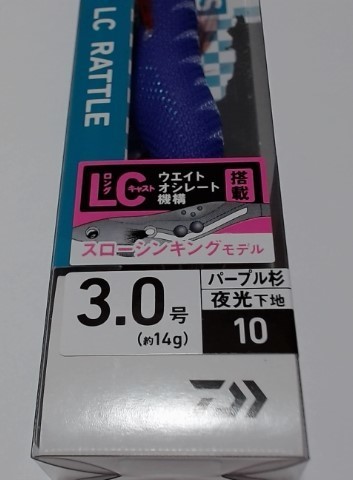 LC RATTLE
ロング
LCキャスト
ウエイト
オシレート
機構
搭載
スローシンキングモデル
3.0号
(約14g)
パープル杉
夜光下地
10